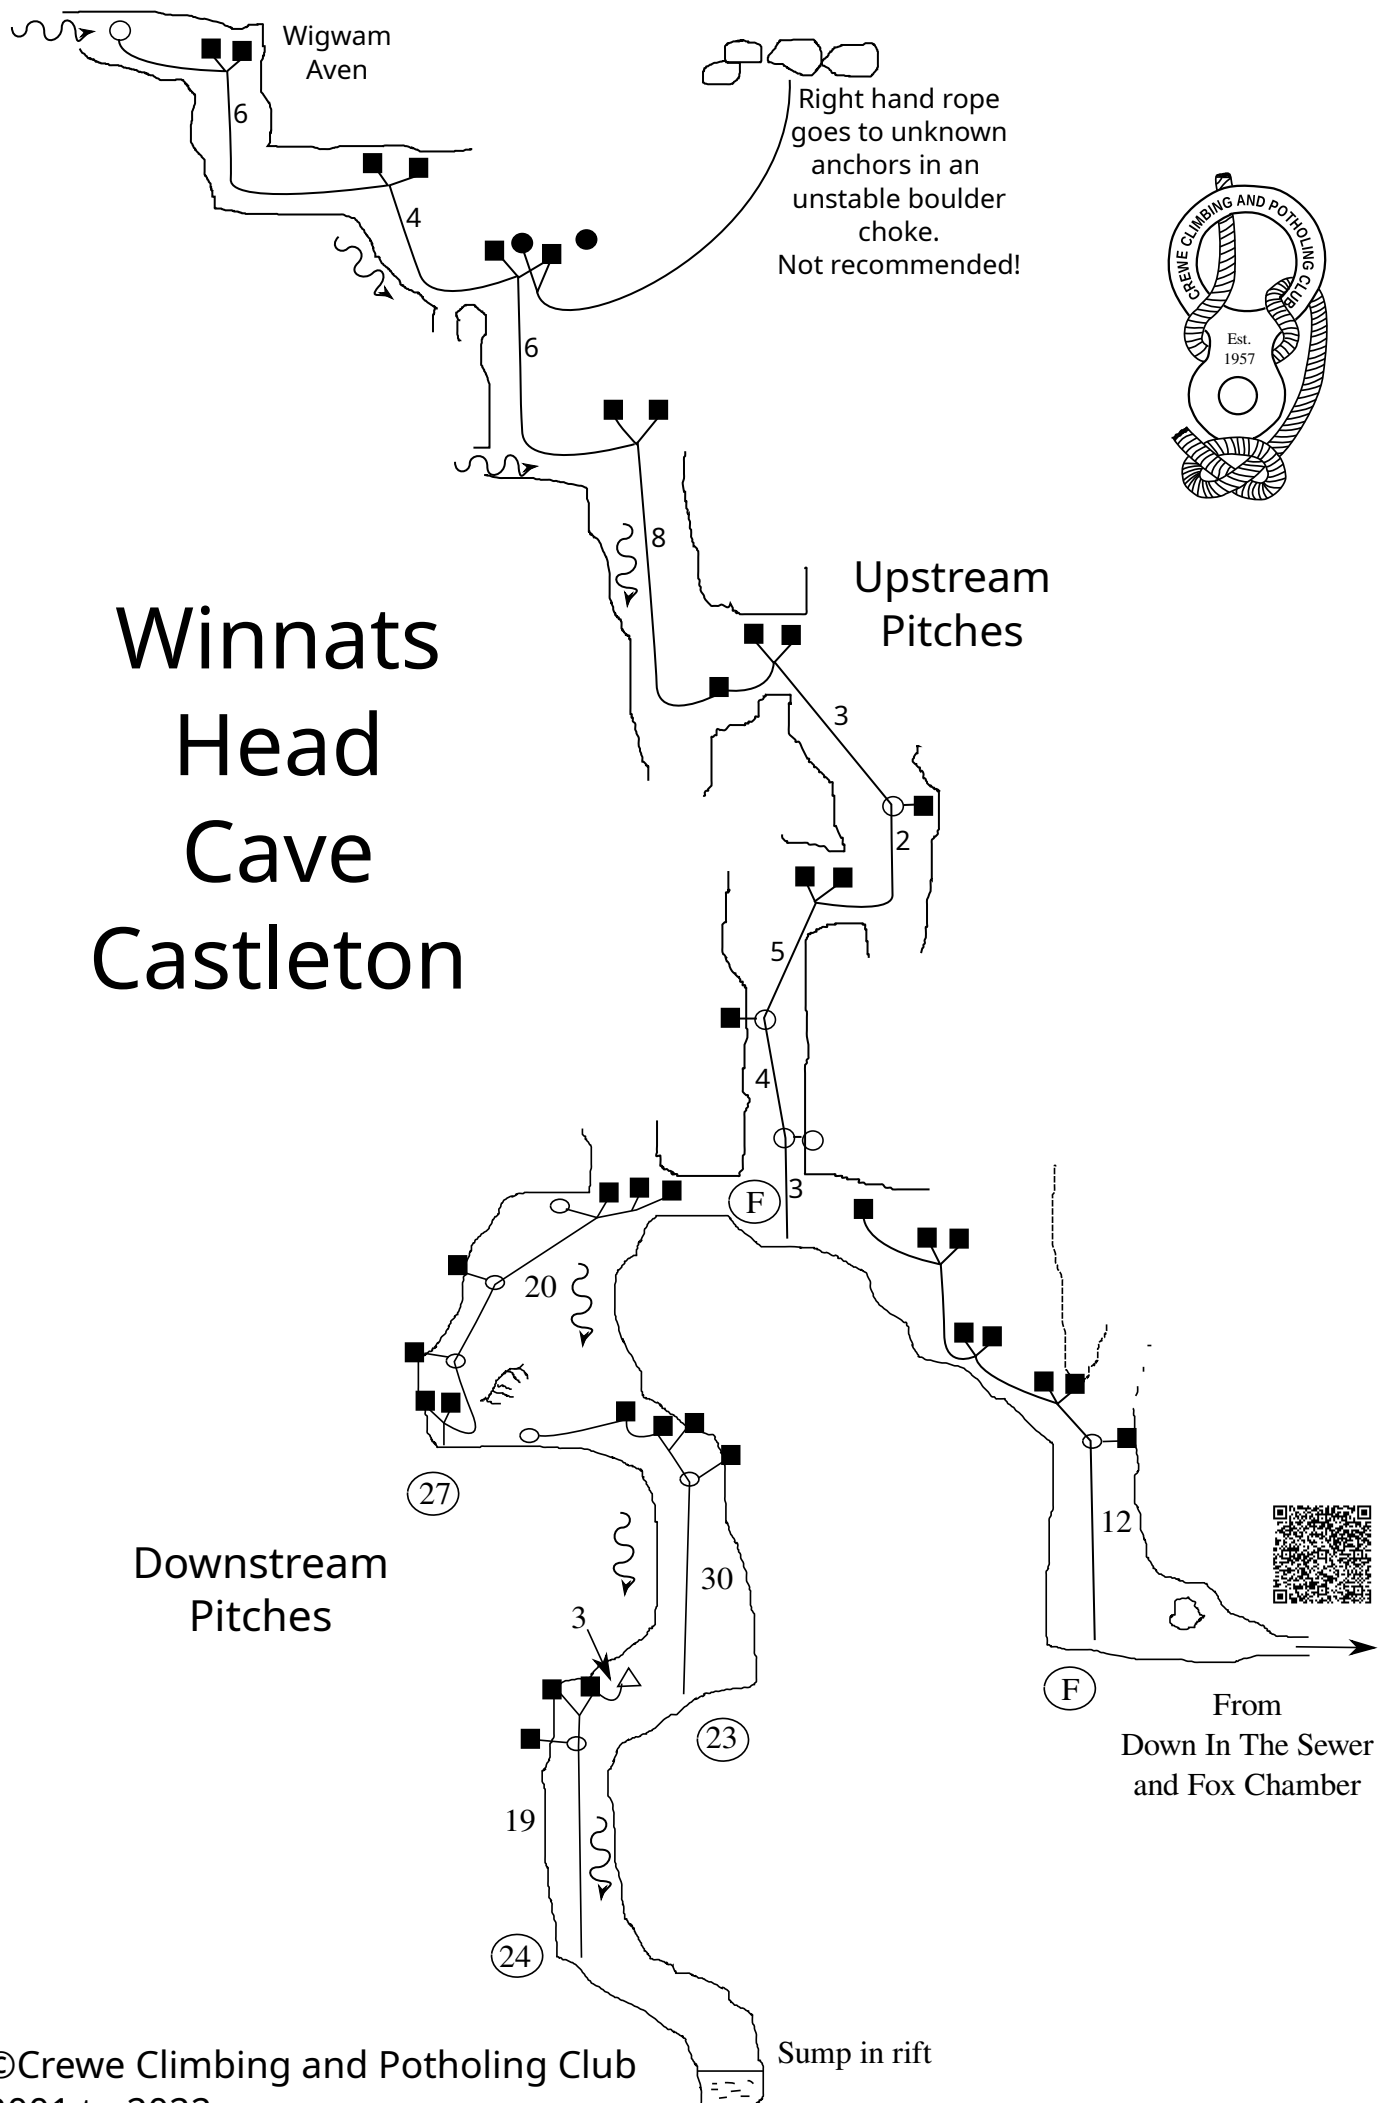 Wigwam
Aven
6
4
Right hand rope
goes to unknown
anchors in an
unstable boulder
choke.
Not recommended!
CREWE CLIMBING AND POTHOLING CLUB
Est.
1957
6
8
Upstream
Pitches
Winnats
Head
Cave
Castleton
3
2
5
4
F
3
20
27
12
Downstream
Pitches
30
3
F
23
From
Down In The Sewer
and Fox Chamber
19
24
Sump in rift
©Crewe Climbing and Potholing Club